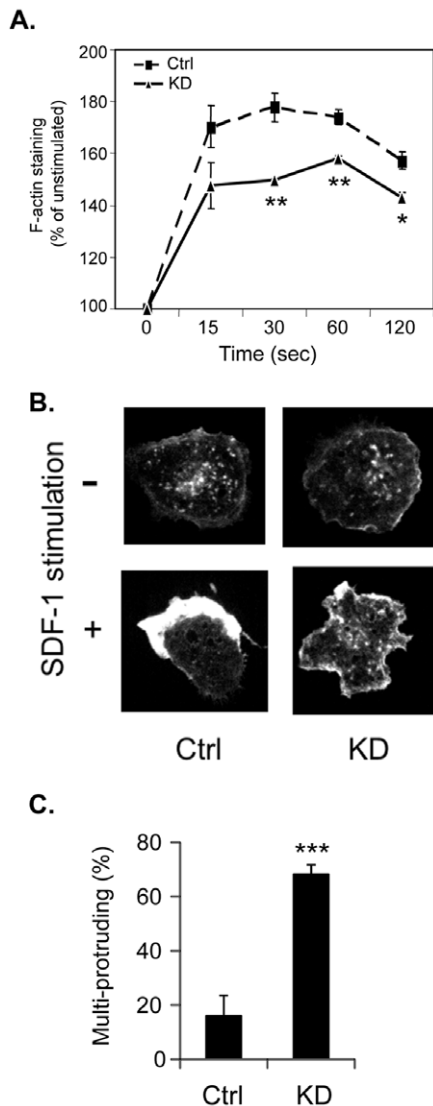 A.
200
180
160
140
120
100
F-actin staining
(% of unstimulated)
Ctrl
KD
**
**
*
0 15 30 60 120
Time (sec)
B.
SDF-1 stimulation
-
+
Ctrl KD
C.
80
60
40
20
0
Multi-protruding (%)
***
Ctrl KD